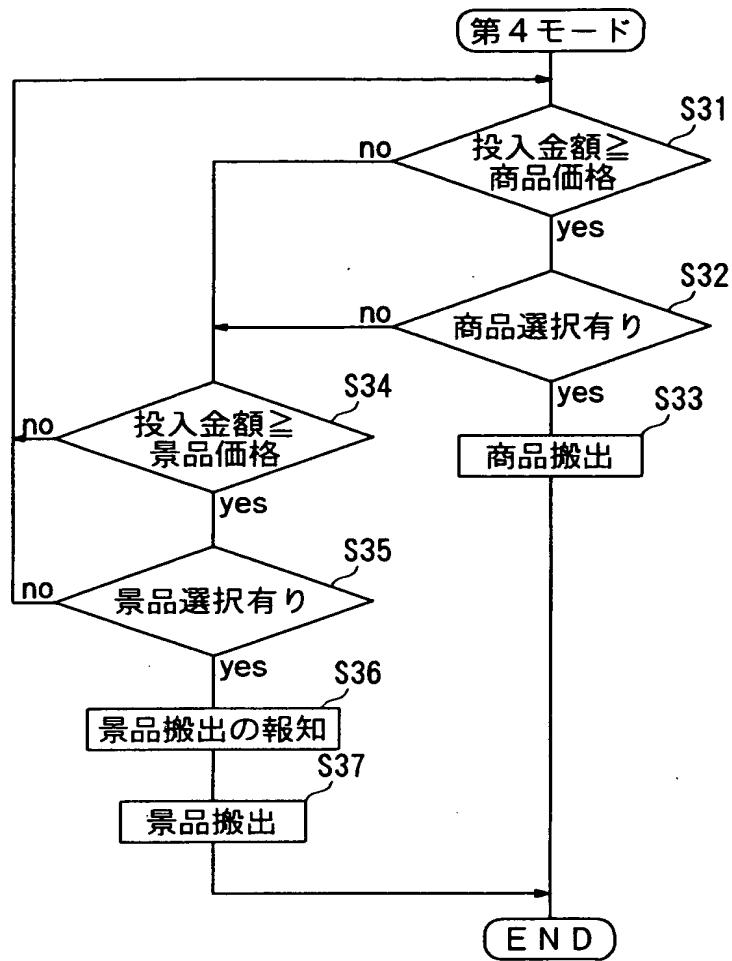 第4モード
S31
投入金額≧
商品価格
no
yes
S32
商品選択有り
no
yes
S33
商品搬出
S34
投入金額≧
景品価格
no
yes
S35
景品選択有り
no
yes
S36
景品搬出の報知
S37
景品搬出
END